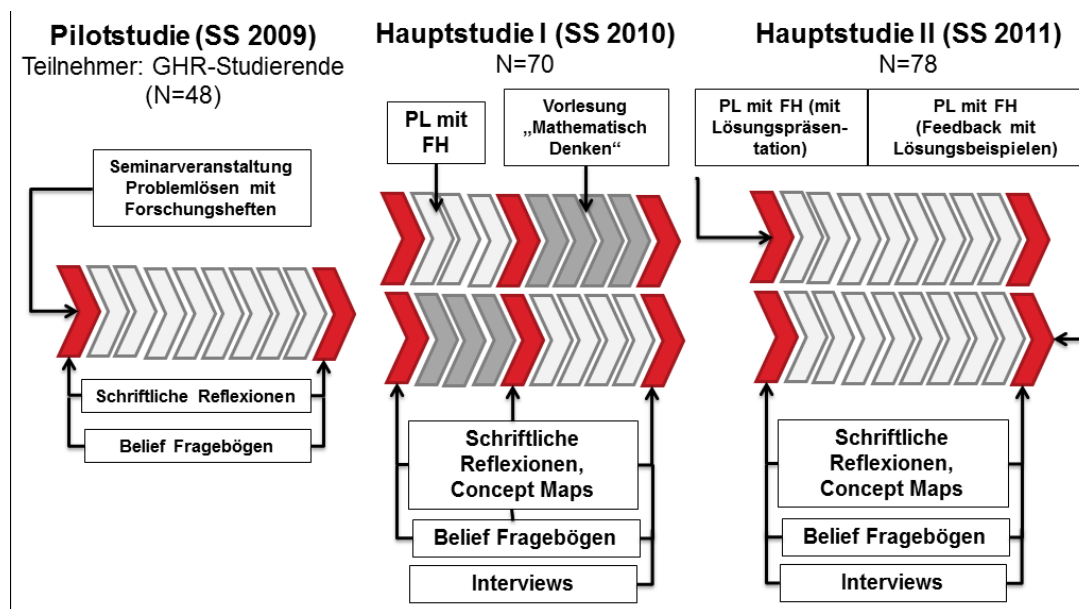 Pilotstudie (SS 2009)
Teilnehmer: GHR-Studierende
(N=48)
Seminarveranstaltung
Problemlösen mit
Forschungsheften
Schriftliche Reflexionen
Belief Fragebögen
Hauptstudie I (SS 2010)
N=70
PL mit
FH
Vorlesung
„Mathematisch
Denken“
Schriftliche
Reflexionen,
Concept Maps
Belief Fragebögen
Interviews
Hauptstudie II (SS 2011)
N=78
PL mit FH (mit
Lösungspräsen-
tation)
PL mit FH
(Feedback mit
Lösungsbeispielen)
Schriftliche
Reflexionen,
Concept Maps
Belief Fragebögen
Interviews